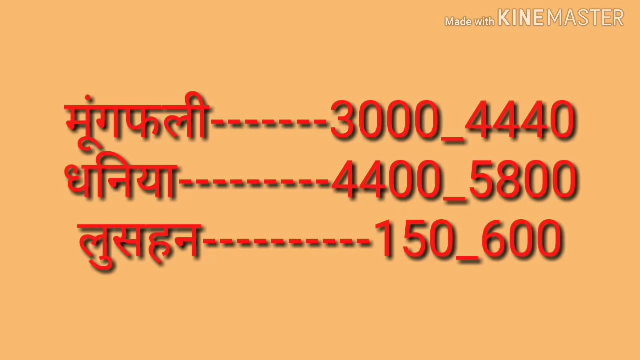 Made with KINEMASTER
मूंगफली-------3000_4440
धनिया---------4400_5800
लुसहन----------150_600